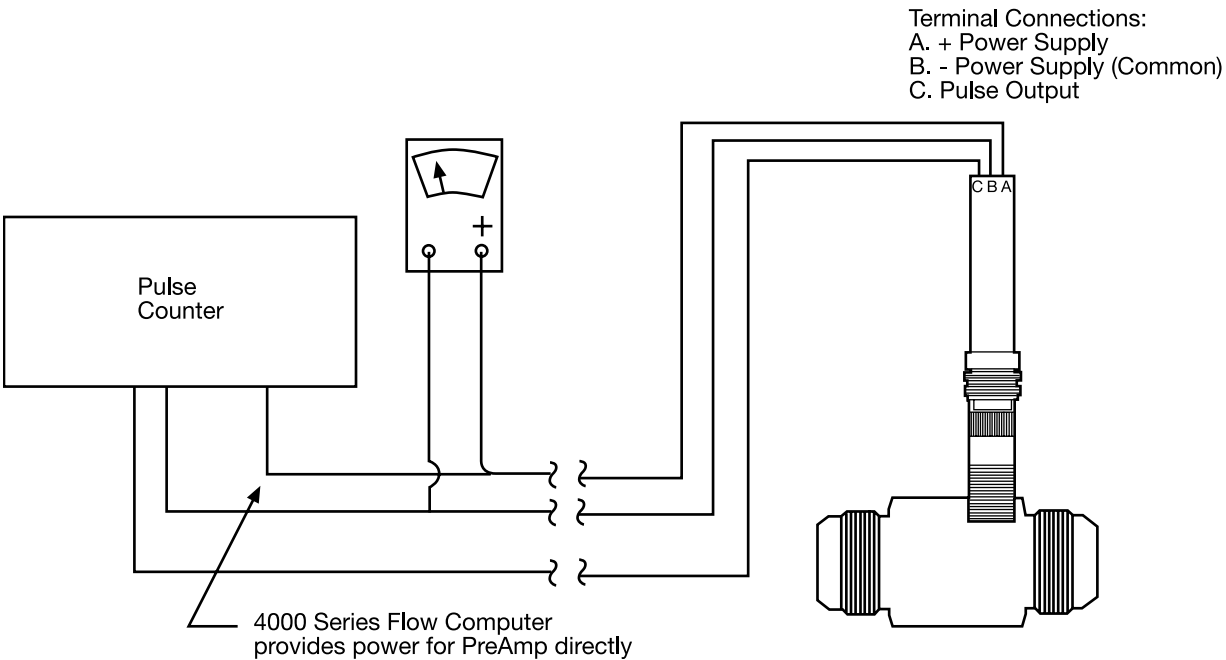 Terminal Connections:
A. + Power Supply
B. - Power Supply (Common)
C. Pulse Output
C B A
+
Pulse
Counter
4000 Series Flow Computer
provides power for PreAmp directly